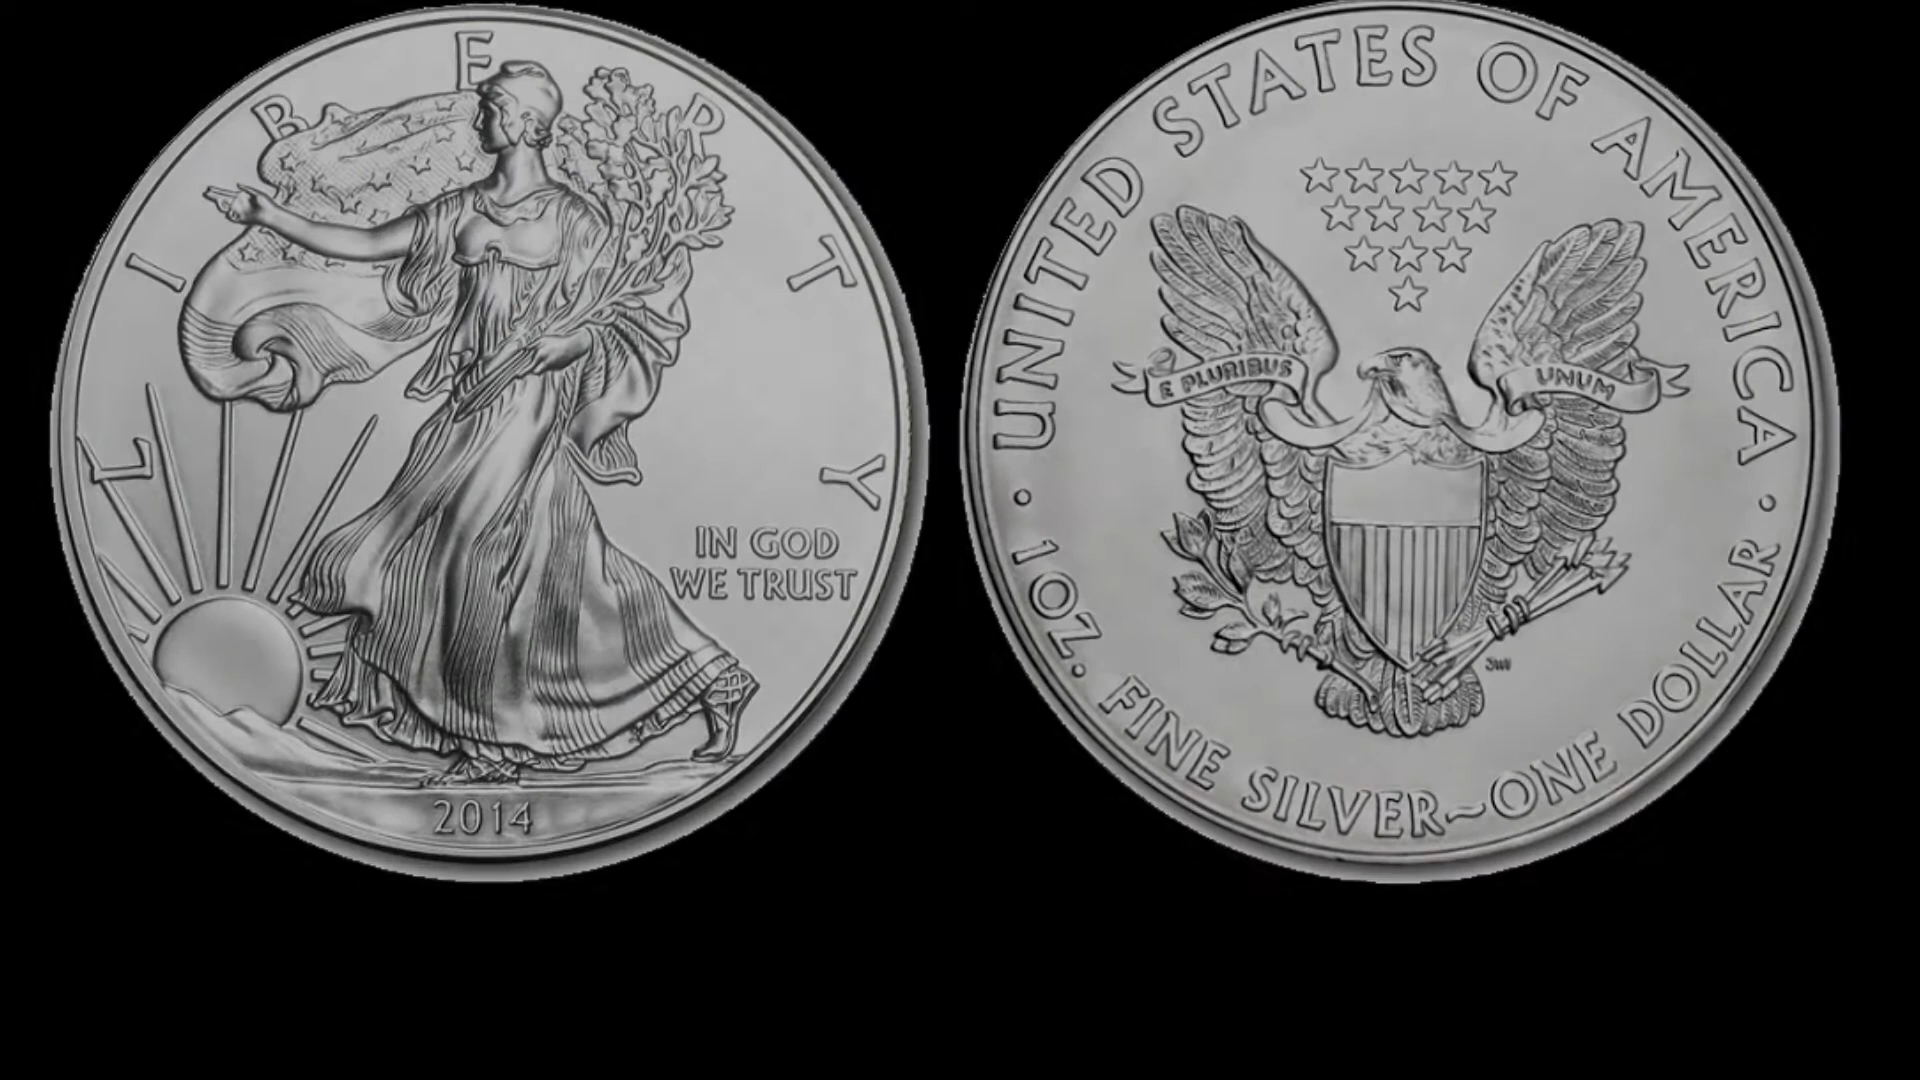 LIBERTY
IN GOD
WE TRUST
2014
UNITED STATES OF AMERICA
E PLURIBUS UNUM
· 1 OZ. FINE SILVER~ONE DOLLAR ·